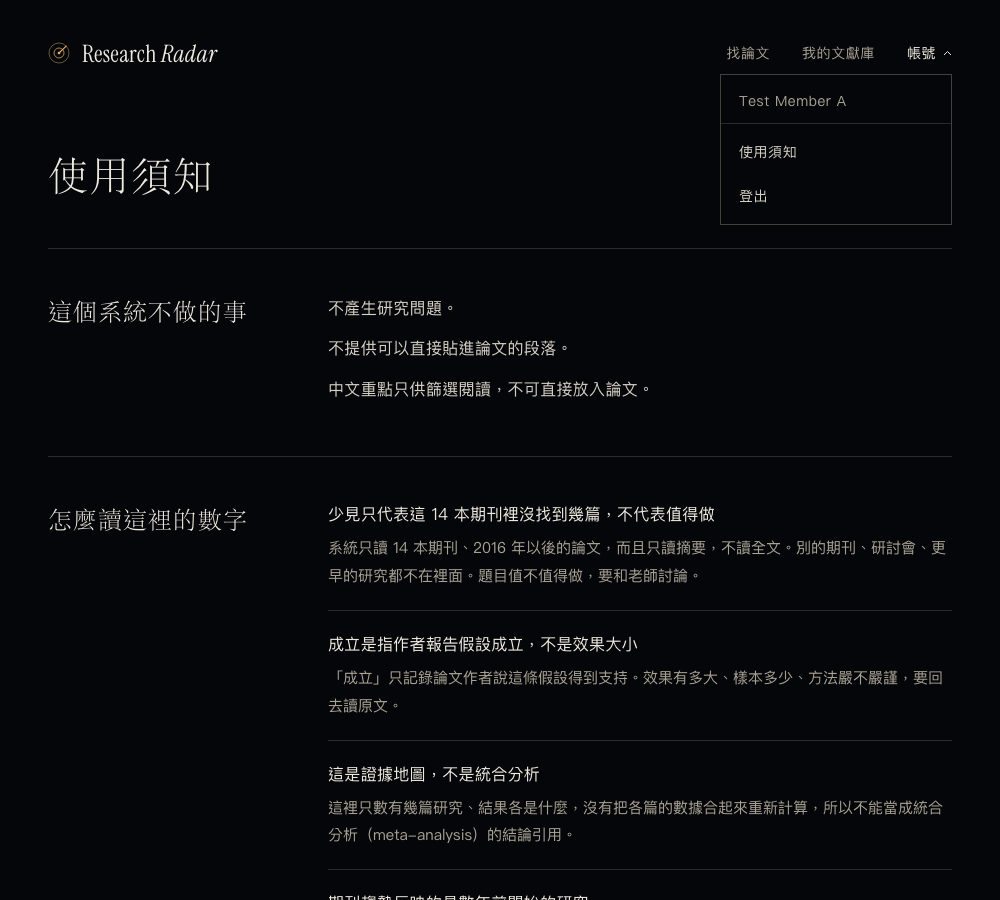 Research Radar
找論文
我的文獻庫
帳號
Test Member A
使用須知
登出
使用須知
這個系統不做的事
不產生研究問題。
不提供可以直接貼進論文的段落。
中文重點只供篩選閱讀，不可直接放入論文。
怎麼讀這裡的數字
少見只代表這 14 本期刊裡沒找到幾篇，不代表值得做
系統只讀 14 本期刊、2016 年以後的論文，而且只讀摘要，不讀全文。別的期刊、研討會、更
早的研究都不在裡面。題目值不值得做，要和老師討論。
成立是指作者報告假設成立，不是效果大小
「成立」只記錄論文作者說這條假設得到支持。效果有多大、樣本多少、方法嚴不嚴謹，要回
去讀原文。
這是證據地圖，不是統合分析
這裡只數有幾篇研究、結果各是什麼，沒有把各篇的數據合起來重新計算，所以不能當成統合
分析（meta-analysis）的結論引用。